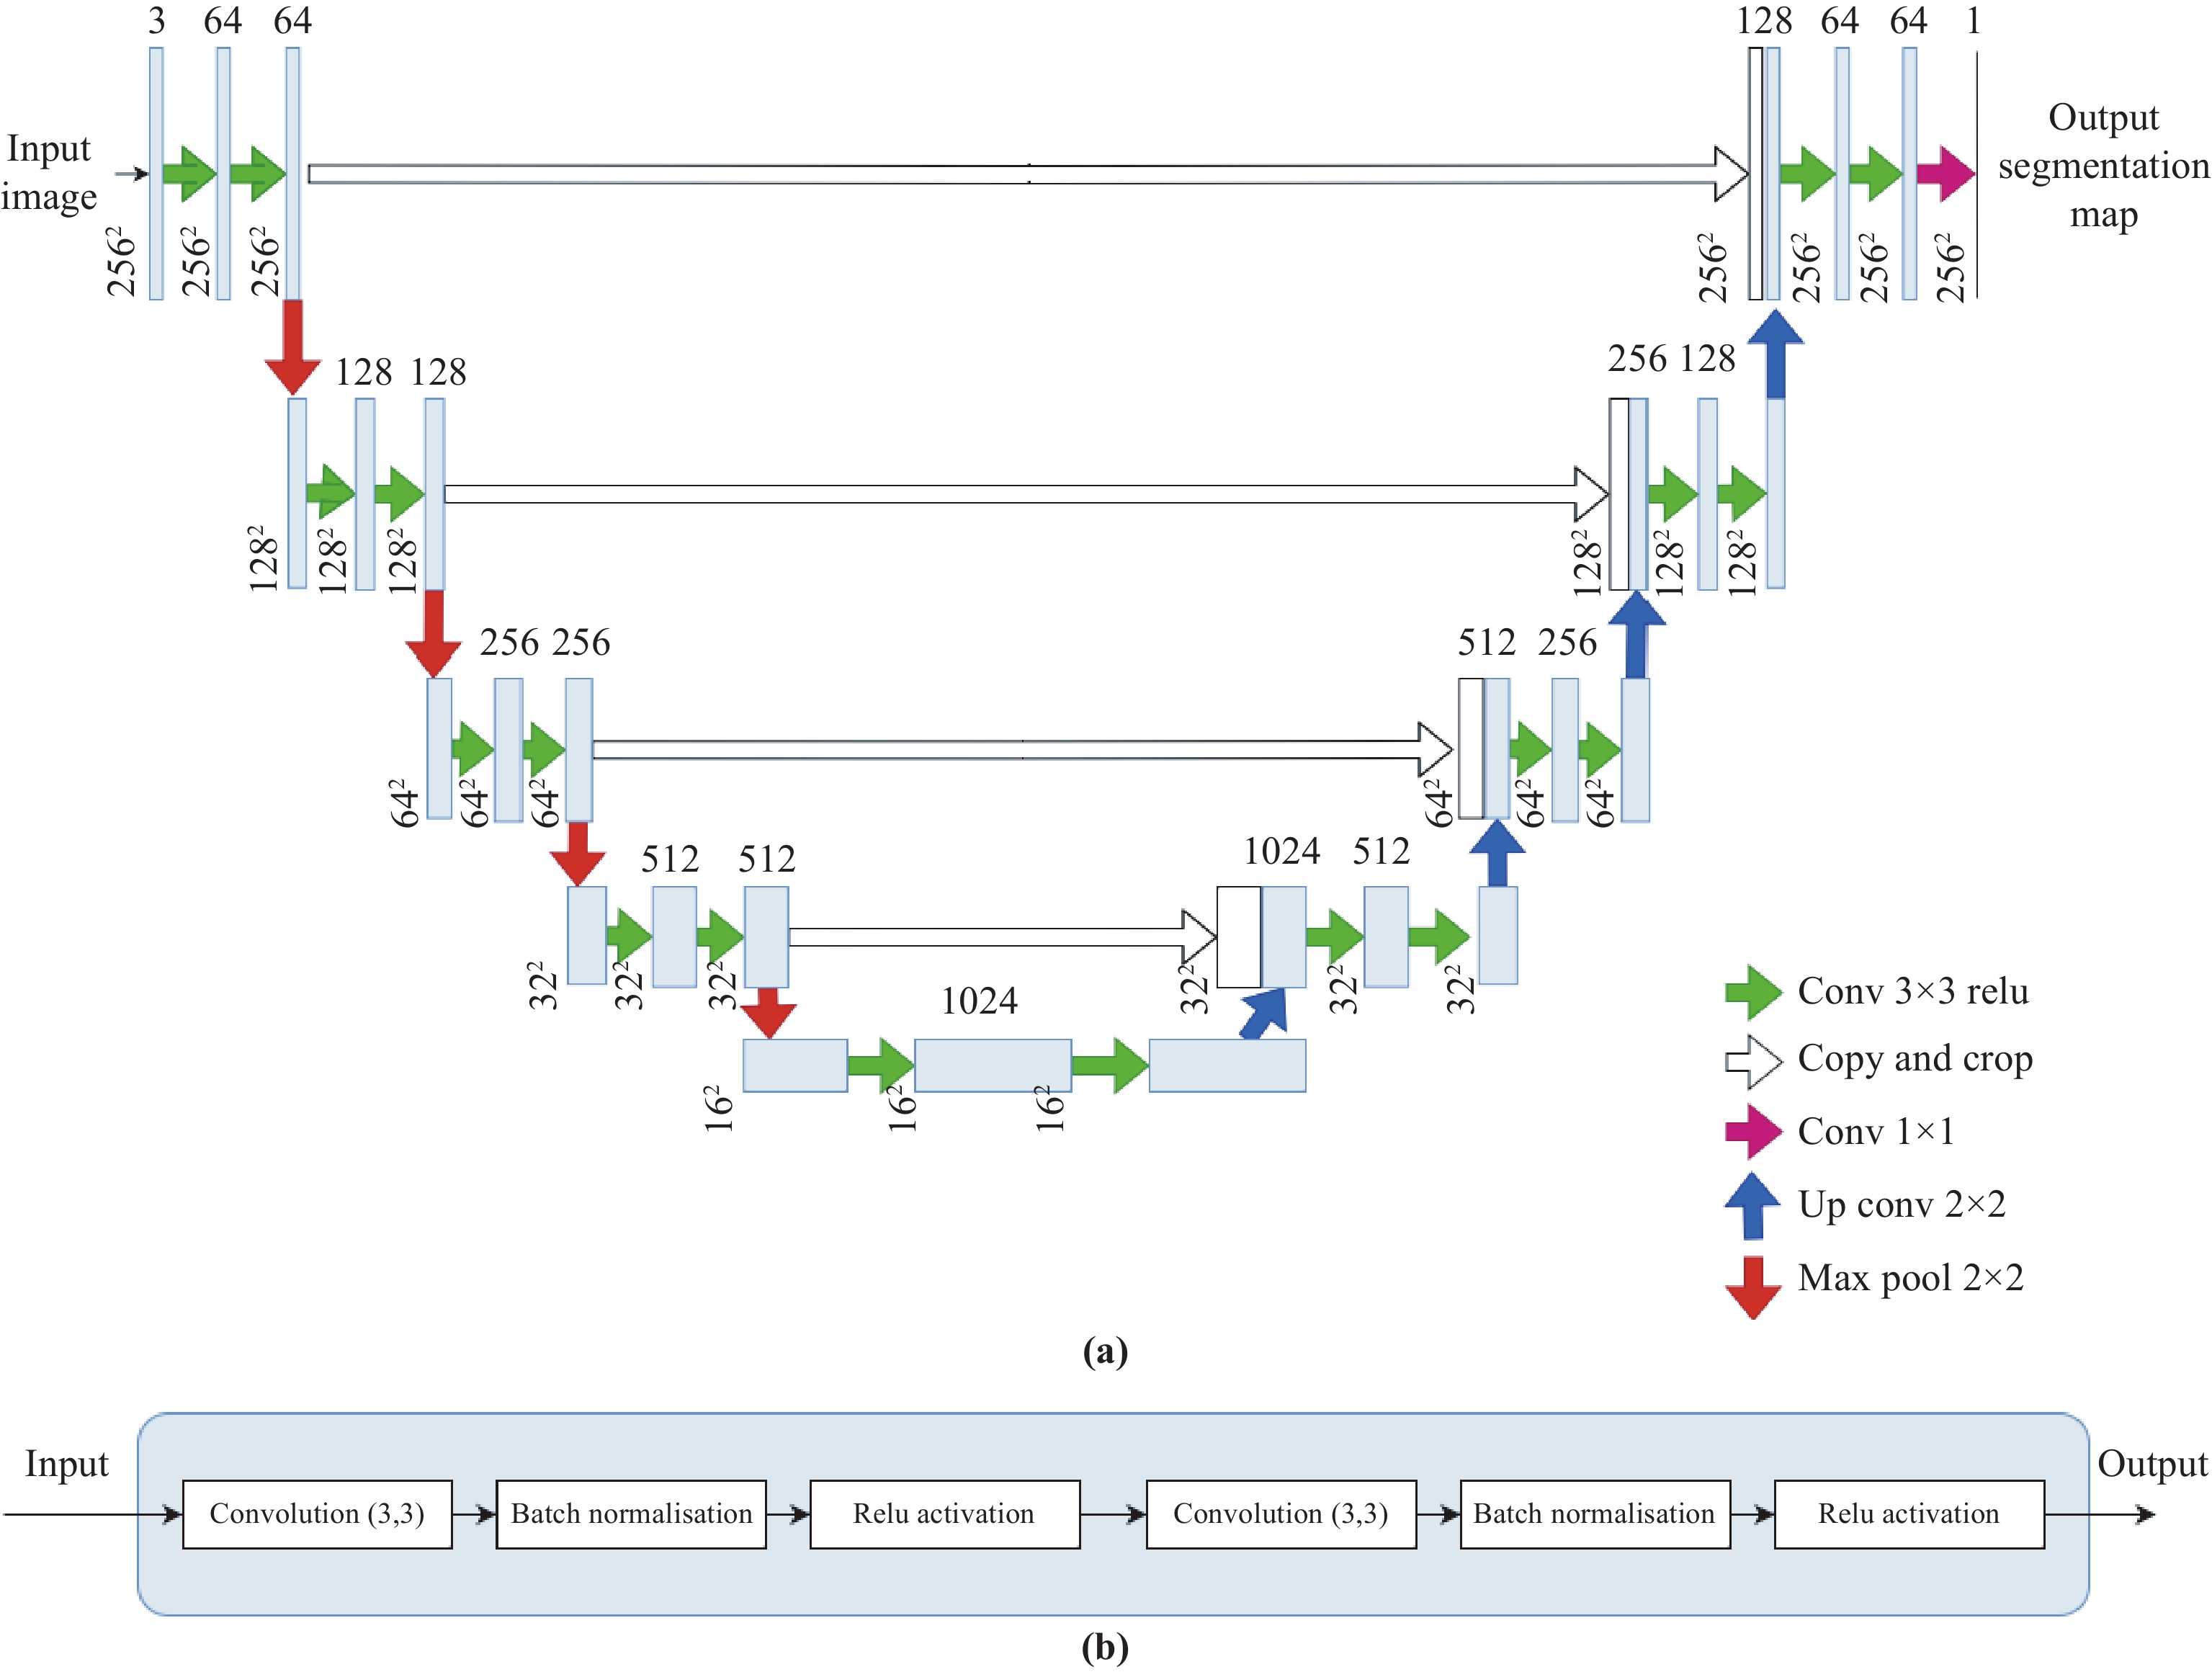 3 64 64
128 64 64 1
Input
image
Output
segmentation
map
256² 256² 256²
256² 256² 256² 256²
128 128
256 128
128² 128² 128²
128² 128² 128²
256 256
512 256
64² 64² 64²
64² 64² 64²
512 512
1024 512
32² 32² 32²
32² 32² 32²
1024
16² 16² 16²
Conv 3×3 relu
Copy and crop
Conv 1×1
Up conv 2×2
Max pool 2×2
(a)
Input
Output
Convolution (3,3) Batch normalisation Relu activation Convolution (3,3) Batch normalisation Relu activation
(b)